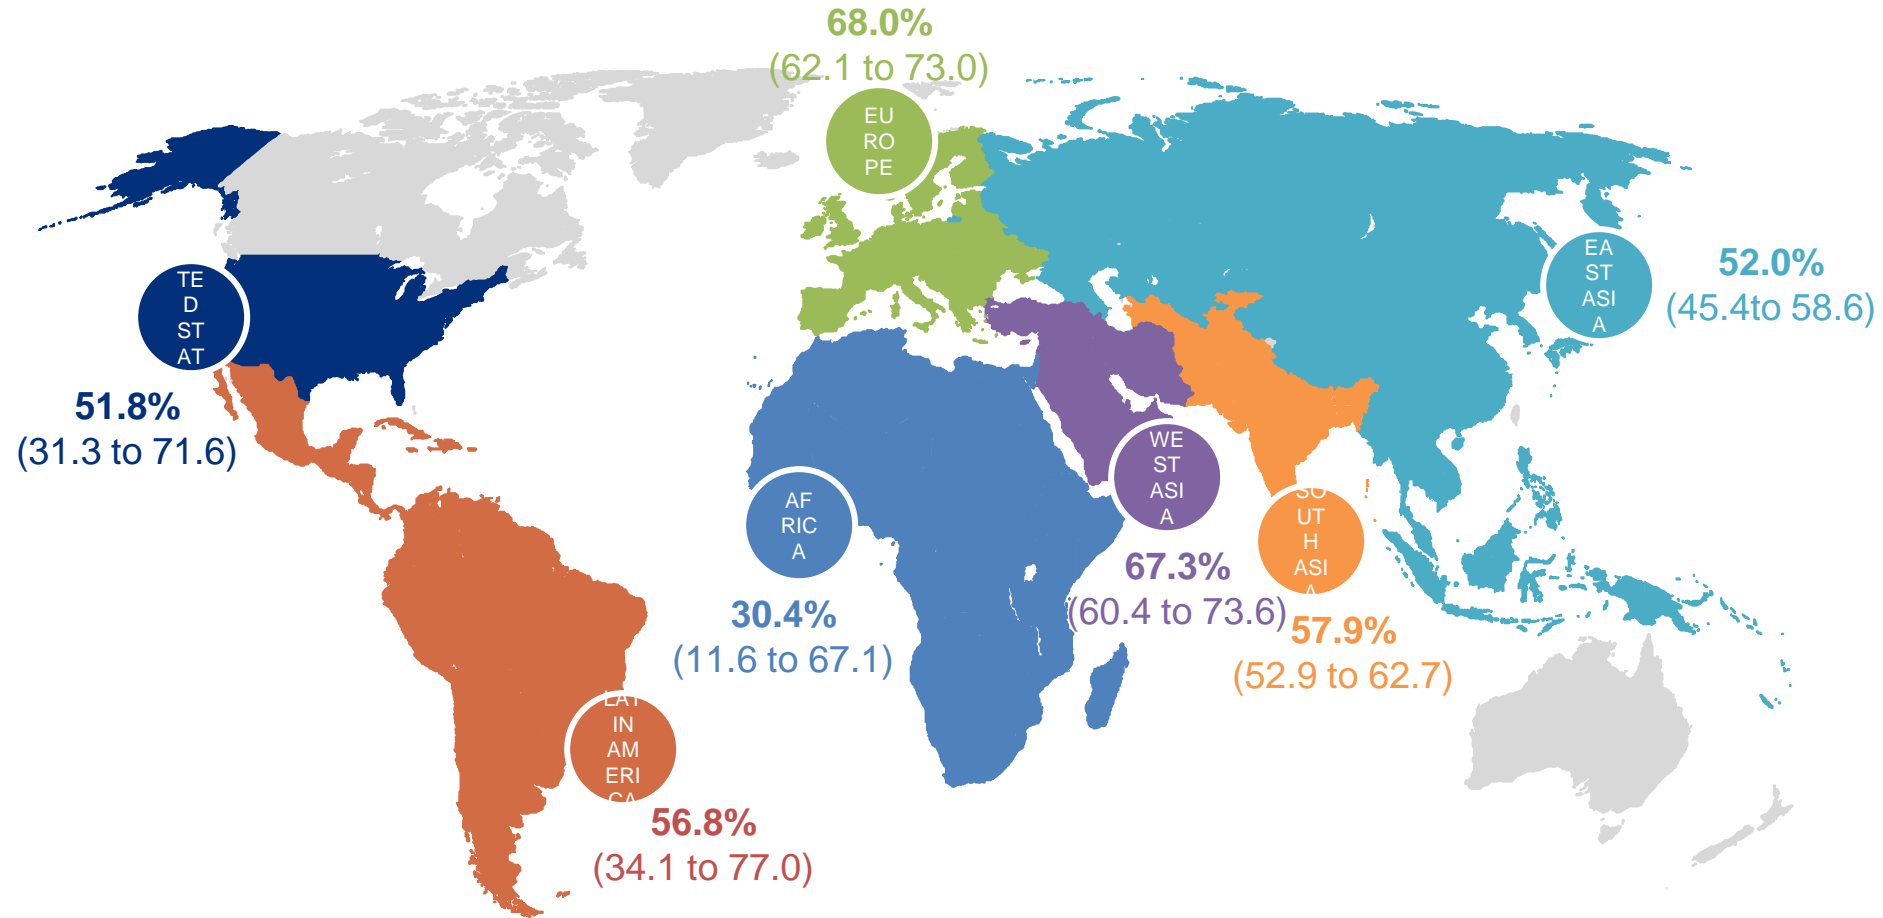 68.0%
(62.1 to 73.0)
EU
RO
PE
TE
D
ST
AT
51.8%
(31.3 to 71.6)
EA
ST
ASI
A
52.0%
(45.4to 58.6)
WE
ST
ASI
A
67.3%
(60.4 to 73.6)
AF
RIC
A
30.4%
(11.6 to 67.1)
SO
UT
H
ASI
A
57.9%
(52.9 to 62.7)
LAT
IN
AM
ERI
CA
56.8%
(34.1 to 77.0)